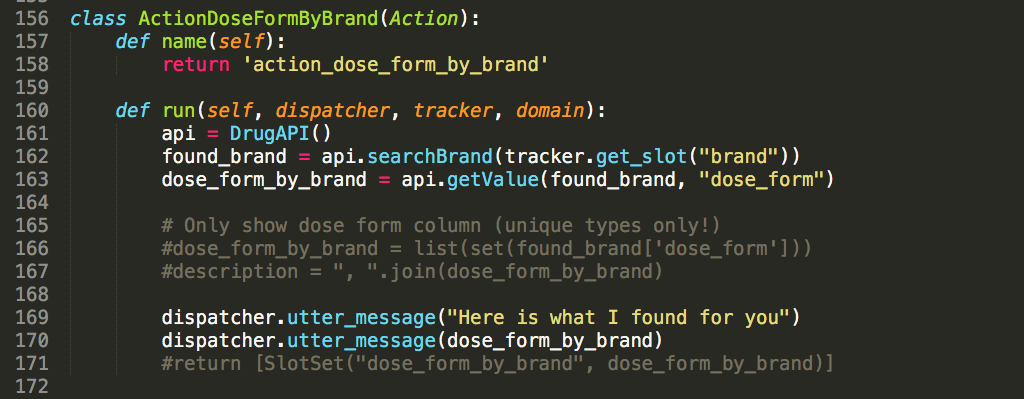 156 class ActionDoseFormByBrand(Action):
157     def name(self):
158         return 'action_dose_form_by_brand'
159
160     def run(self, dispatcher, tracker, domain):
161         api = DrugAPI()
162         found_brand = api.searchBrand(tracker.get_slot("brand"))
163         dose_form_by_brand = api.getValue(found_brand, "dose_form")
164
165         # Only show dose form column (unique types only!)
166         #dose_form_by_brand = list(set(found_brand['dose_form']))
167         #description = ", ".join(dose_form_by_brand)
168
169         dispatcher.utter_message("Here is what I found for you")
170         dispatcher.utter_message(dose_form_by_brand)
171         #return [SlotSet("dose_form_by_brand", dose_form_by_brand)]
172